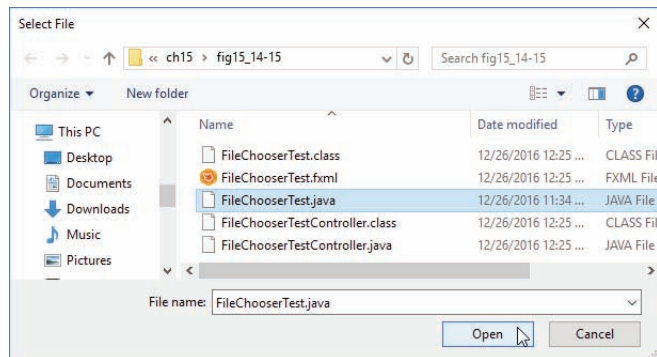 Select File
« ch15 › fig15_14-15
Search fig15_14-15
Organize
New folder
Name
Date modified
Type
This PC
Desktop
Documents
Downloads
Music
Pictures
FileChooserTest.class
12/26/2016 12:25 ...
CLASS Fil
FileChooserTest.fxml
12/26/2016 12:25 ...
FXML File
FileChooserTest.java
12/26/2016 11:34 ...
JAVA File
FileChooserTestController.class
12/26/2016 12:25 ...
CLASS Fil
FileChooserTestController.java
12/26/2016 12:25 ...
JAVA File
File name:
FileChooserTest.java
Open
Cancel